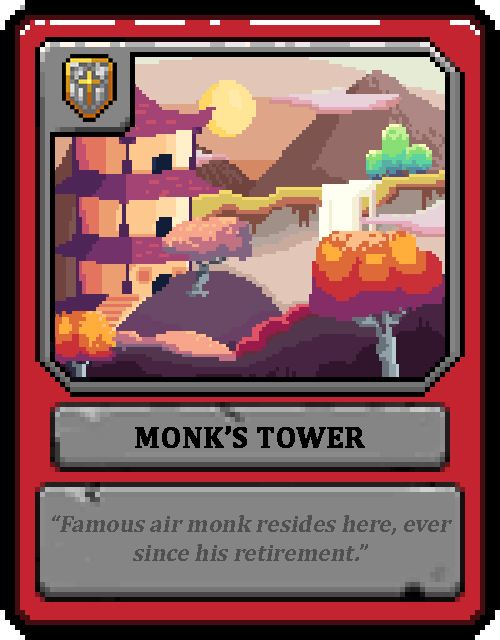 MONK’S TOWER
“Famous air monk resides here, ever
since his retirement.”